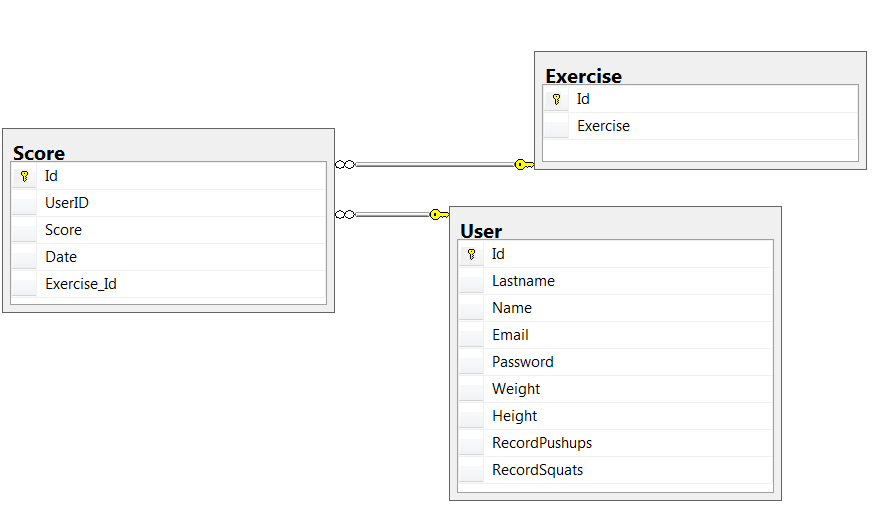 Exercise
Id
Exercise
Score
Id
UserID
Score
Date
Exercise_Id
User
Id
Lastname
Name
Email
Password
Weight
Height
RecordPushups
RecordSquats